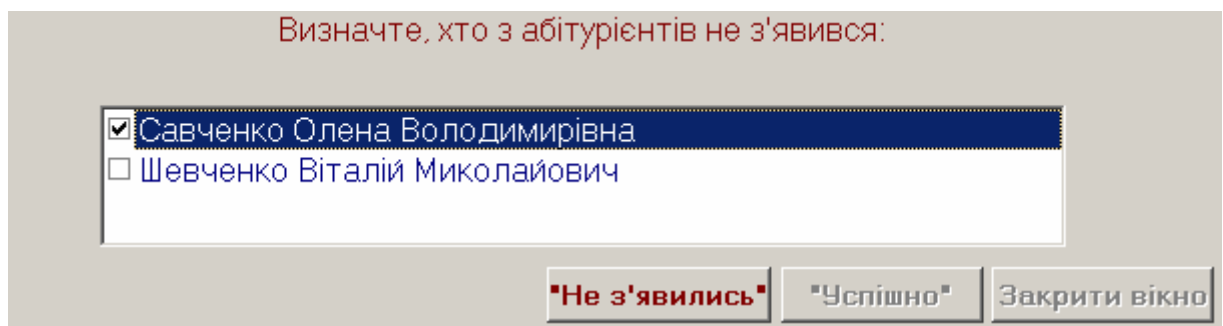 Визначте, хто з абітурієнтів не з'явився:
Савченко Олена Володимирівна
Шевченко Віталій Миколайович
"Не з'явились" "Успішно" Закрити вікно